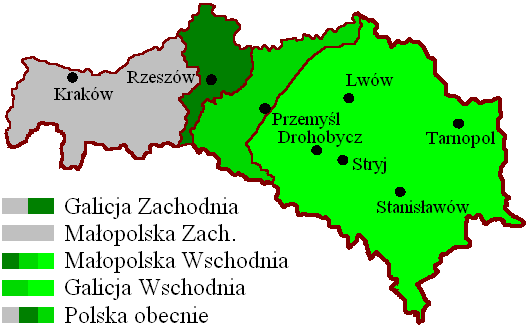 Lwów
Rzeszów
Kraków
Przemyśl
Drohobycz
Tarnopol
Stryj
Stanisławów
Galicja Zachodnia
Małopolska Zach.
Małopolska Wschodnia
Galicja Wschodnia
Polska obecnie